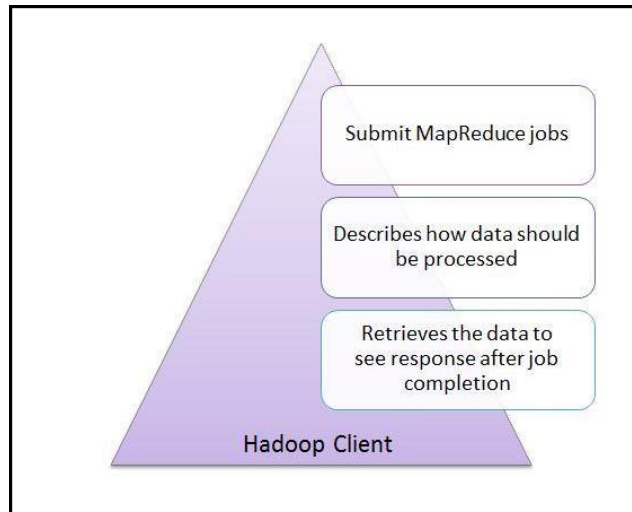 Submit MapReduce jobs
Describes how data should
be processed
Retrieves the data to
see response after job
completion
Hadoop Client